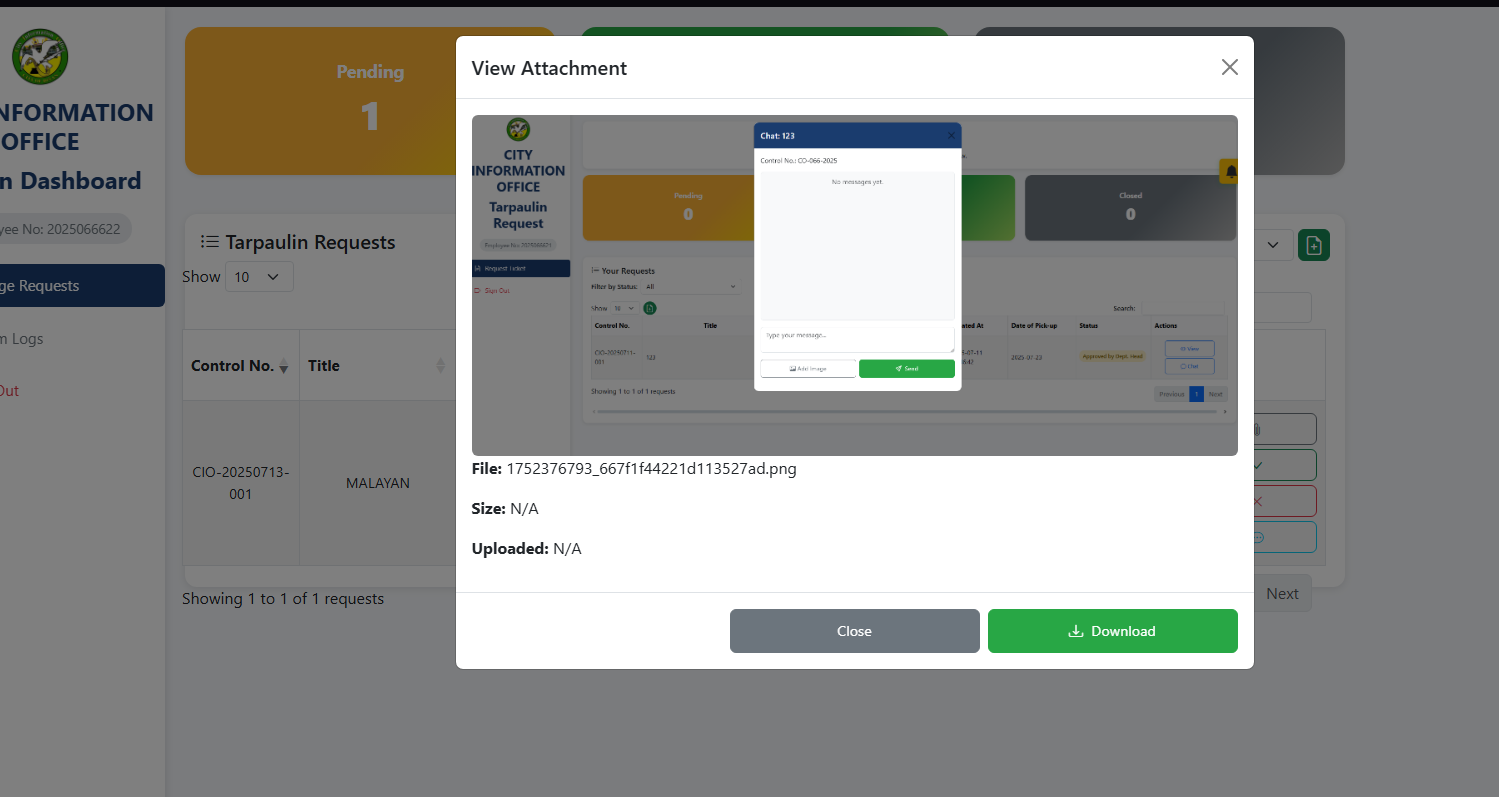 Pending
1
NFORMATION
OFFICE
n Dashboard
yee No: 2025066622
ge Requests
m Logs
Out
Tarpaulin Requests
Show 10
Control No.
Title
CIO-20250713-
001
MALAYAN
Showing 1 to 1 of 1 requests
Next
View Attachment
CITY
INFORMATION
OFFICE
Tarpaulin
Request
Employee No: 2025066621
Request Ticket
Sign Out
Pending
0
Closed
0
Your Requests
Filter by Status: All
Show 10
Search:
Control No.
Title
ated At
Date of Pick-up
Status
Actions
CIO-20250711-
001
123
5-07-11
2025-07-23
Approved by Dept. Head
View
Chat
Showing 1 to 1 of 1 requests
Previous 1 Next
Chat: 123
Control No.: CO-066-2025
No messages yet.
Type your message...
Add Image
Send
File: 1752376793_667f1f44221d113527ad.png
Size: N/A
Uploaded: N/A
Close
Download